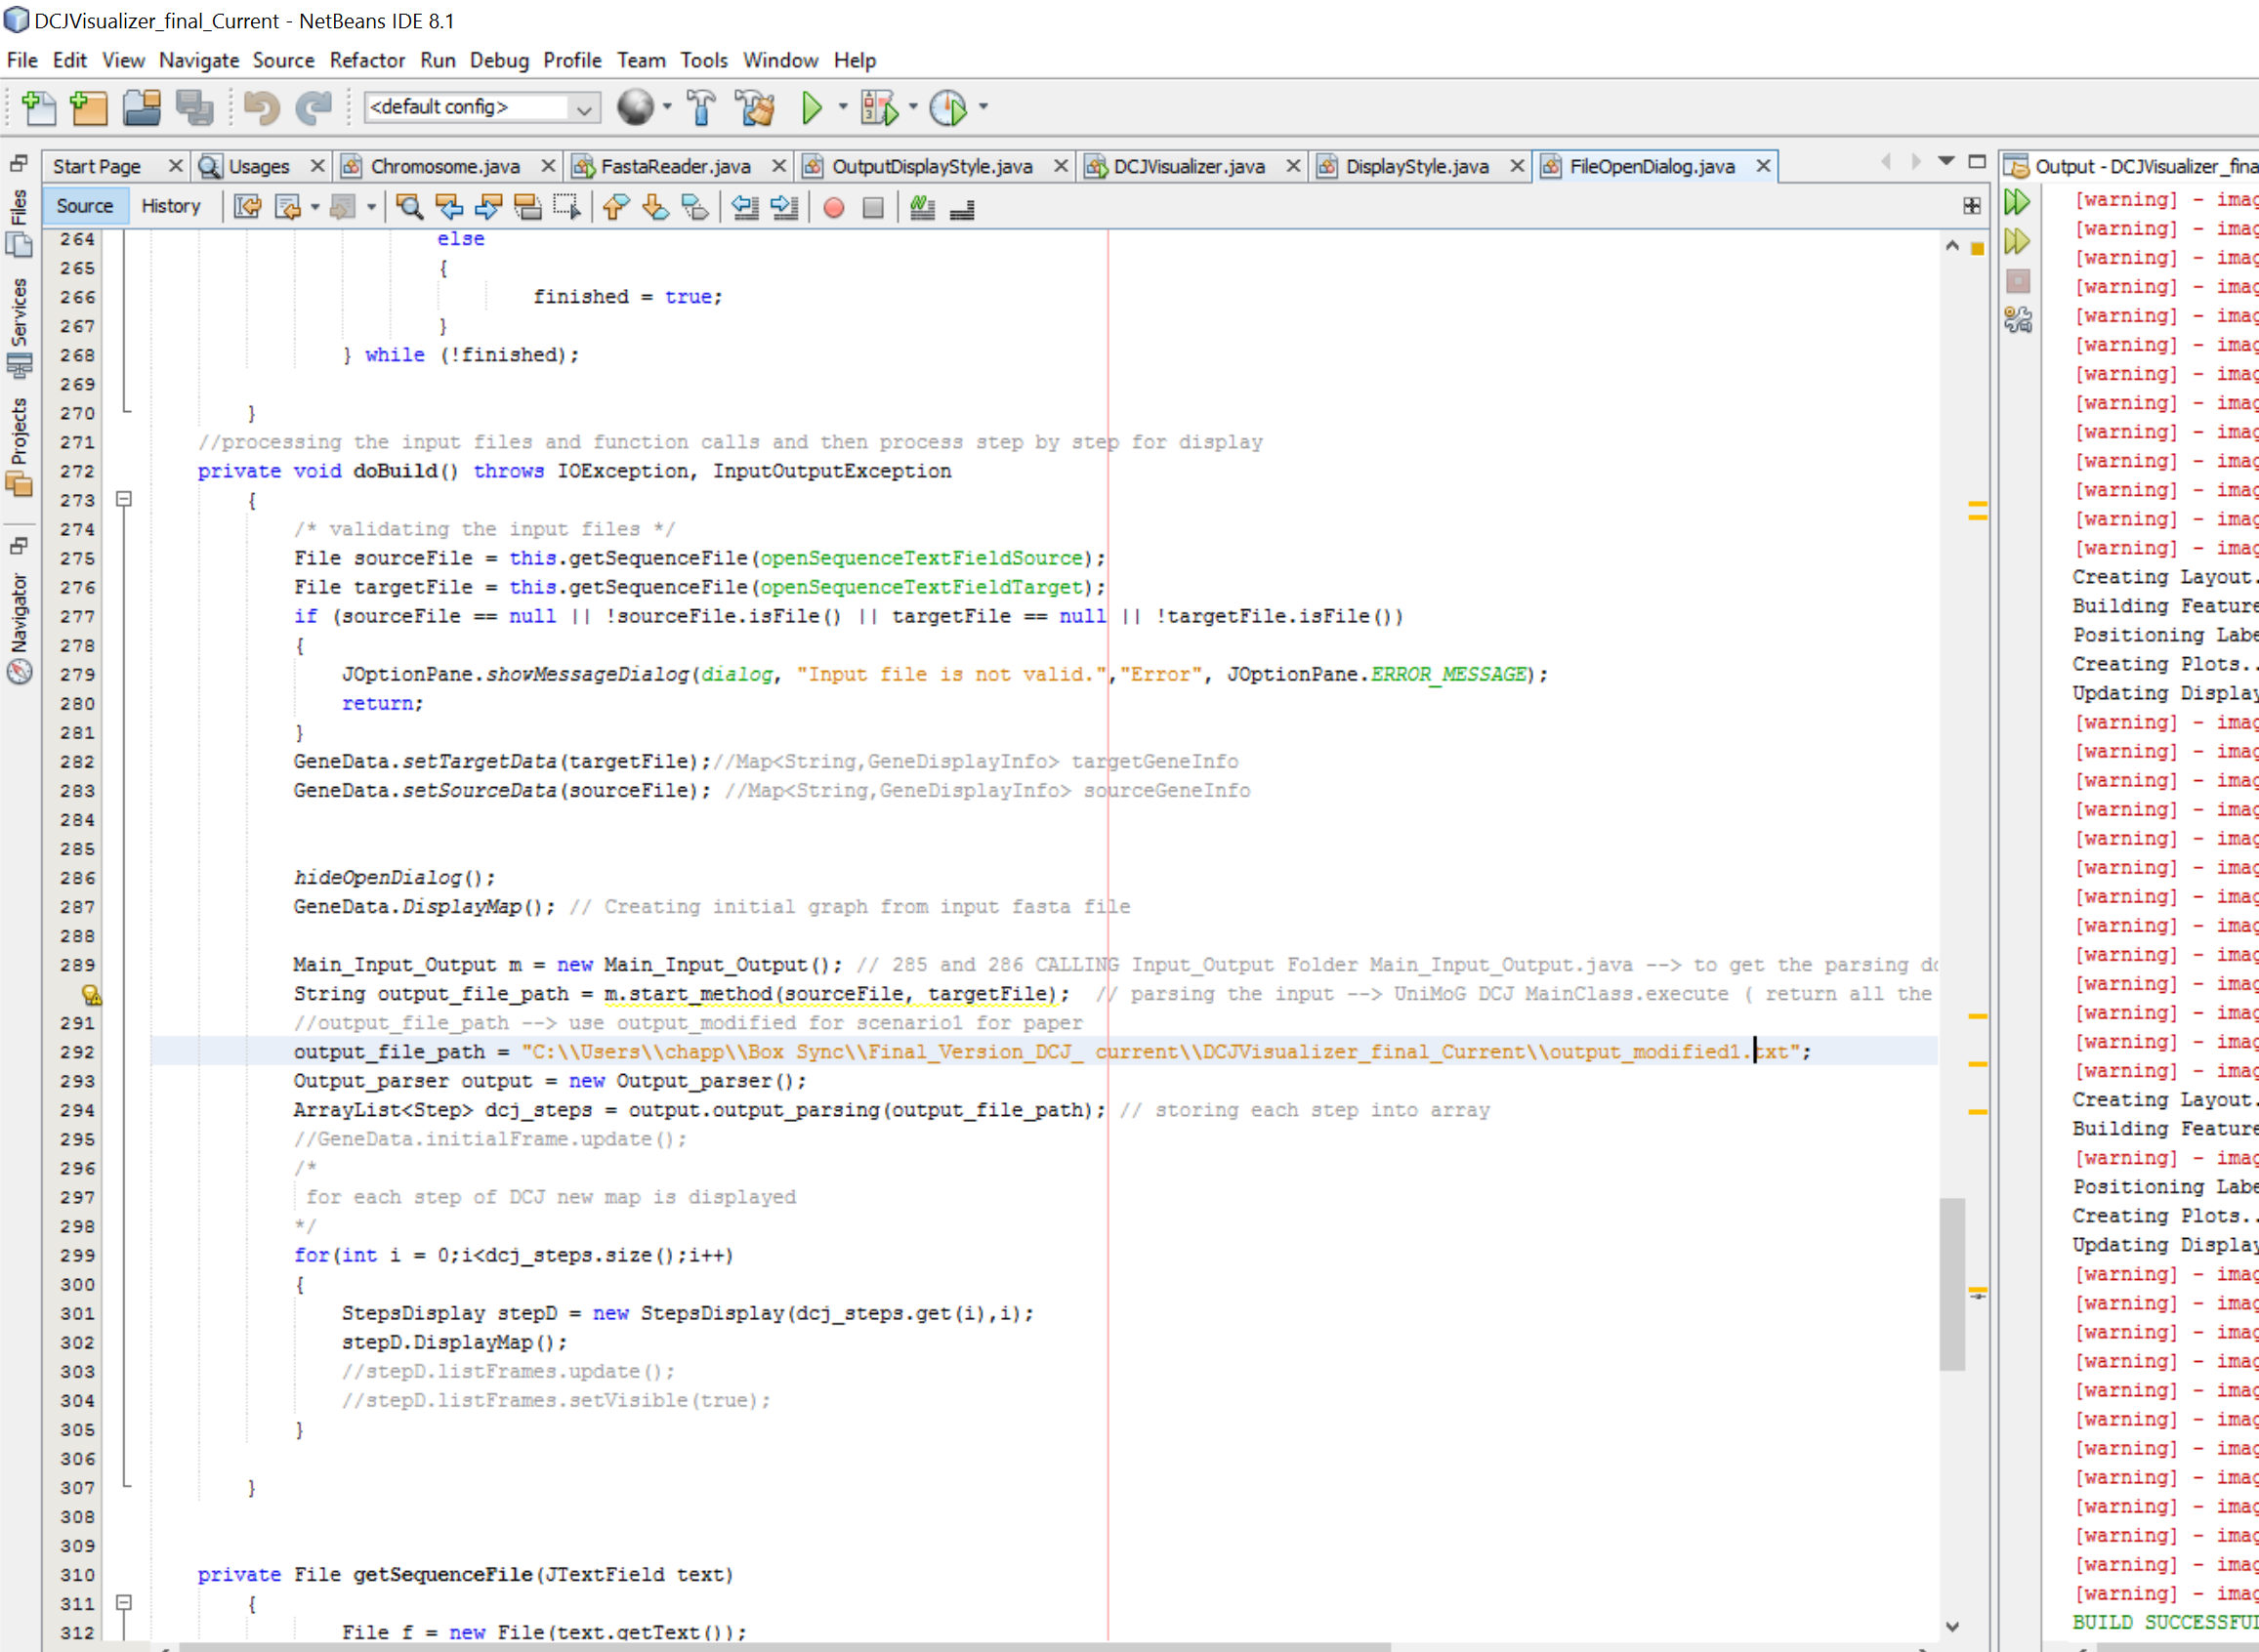 DCJVisualizer_final_Current - NetBeans IDE 8.1
File Edit View Navigate Source Refactor Run Debug Profile Team Tools Window Help
<default config>
Start Page Usages Chromosome.java FastaReader.java OutputDisplayStyle.java DCJVisualizer.java DisplayStyle.java FileOpenDialog.java
Source History
Files
Services
Projects
Navigator
264 else
265 {
266 finished = true;
267 }
268 } while (!finished);
269
270 }
271 //processing the input files and function calls and then process step by step for display
272 private void doBuild() throws IOException, InputOutputException
273 {
274 /* validating the input files */
275 File sourceFile = this.getSequenceFile(openSequenceTextFieldSource);
276 File targetFile = this.getSequenceFile(openSequenceTextFieldTarget);
277 if (sourceFile == null || !sourceFile.isFile() || targetFile == null || !targetFile.isFile())
278 {
279 JOptionPane.showMessageDialog(dialog, "Input file is not valid.","Error", JOptionPane.ERROR_MESSAGE);
280 return;
281 }
282 GeneData.setTargetData(targetFile);//Map<String,GeneDisplayInfo> targetGeneInfo
283 GeneData.setSourceData(sourceFile); //Map<String,GeneDisplayInfo> sourceGeneInfo
284
285
286 hideOpenDialog();
287 GeneData.DisplayMap(); // Creating initial graph from input fasta file
288
289 Main_Input_Output m = new Main_Input_Output(); // 285 and 286 CALLING Input_Output Folder Main_Input_Output.java --> to get the parsing
String output_file_path = m.start_method(sourceFile, targetFile); // parsing the input --> UniMoG DCJ MainClass.execute ( return all the
291 //output_file_path --> use output_modified for scenario1 for paper
292 output_file_path = "C:\\Users\\chapp\\Box Sync\\Final_Version_DCJ_ current\\DCJVisualizer_final_Current\\output_modified1.txt";
293 Output_parser output = new Output_parser();
294 ArrayList<Step> dcj_steps = output.output_parsing(output_file_path); // storing each step into array
295 //GeneData.initialFrame.update();
296 /*
297 for each step of DCJ new map is displayed
298 */
299 for(int i = 0;i<dcj_steps.size();i++)
300 {
301 StepsDisplay stepD = new StepsDisplay(dcj_steps.get(i),i);
302 stepD.DisplayMap();
303 //stepD.listFrames.update();
304 //stepD.listFrames.setVisible(true);
305 }
306
307 }
308
309
310 private File getSequenceFile(JTextField text)
311 {
312 File f = new File(text.getText());
Output - DCJVisualizer_fina
[warning] - imag
[warning] - imag
[warning] - imag
[warning] - imag
[warning] - imag
[warning] - imag
[warning] - imag
[warning] - imag
[warning] - imag
[warning] - imag
[warning] - imag
[warning] - imag
[warning] - imag
Creating Layout.
Building Feature
Positioning Labe
Creating Plots..
Updating Display
[warning] - imag
[warning] - imag
[warning] - imag
[warning] - imag
[warning] - imag
[warning] - imag
[warning] - imag
[warning] - imag
[warning] - imag
[warning] - imag
[warning] - imag
[warning] - imag
[warning] - imag
Creating Layout.
Building Feature
[warning] - imag
Positioning Labe
Creating Plots..
Updating Display
[warning] - imag
[warning] - imag
[warning] - imag
[warning] - imag
[warning] - imag
[warning] - imag
[warning] - imag
[warning] - imag
[warning] - imag
[warning] - imag
[warning] - imag
[warning] - imag
BUILD SUCCESSFUL